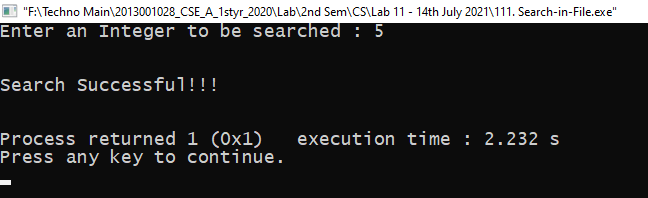 "F:\Techno Main\2013001028_CSE_A_1styr_2020\Lab\2nd Sem\CS\Lab 11 - 14th July 2021\111. Search-in-File.exe"
Enter an Integer to be searched : 5
Search Successful!!!
Process returned 1 (0x1)   execution time : 2.232 s
Press any key to continue.